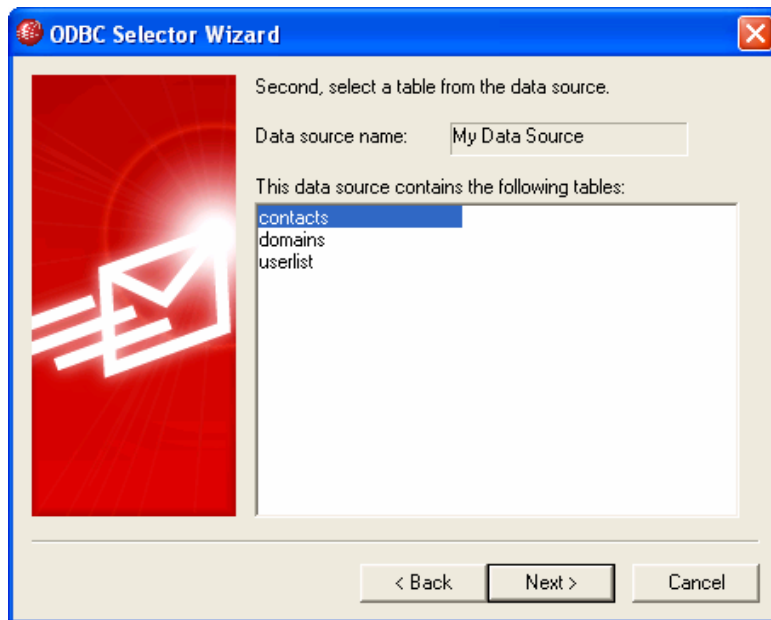 ODBC Selector Wizard
Second, select a table from the data source.
Data source name: My Data Source
This data source contains the following tables:
contacts
domains
userlist
< Back Next > Cancel